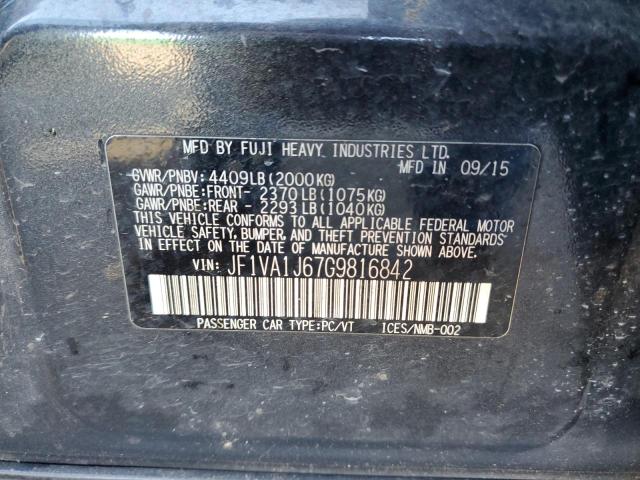 MFD BY FUJI HEAVY INDUSTRIES LTD.
MFD IN 09/15
GVWR/PNBV: 4409LB(2000KG)
GAWR/PNBE:FRONT- 2370LB(1075KG)
GAWR/PNBE:REAR - 2293LB(1040KG)
THIS VEHICLE CONFORMS TO ALL APPLICABLE FEDERAL MOTOR
VEHICLE SAFETY, BUMPER, AND THEFT PREVENTION STANDARDS
IN EFFECT ON THE DATE OF MANUFACTURE SHOWN ABOVE.
VIN: JF1VA1J67G9816842
PASSENGER CAR TYPE:PC/VT ICES/NMB-002